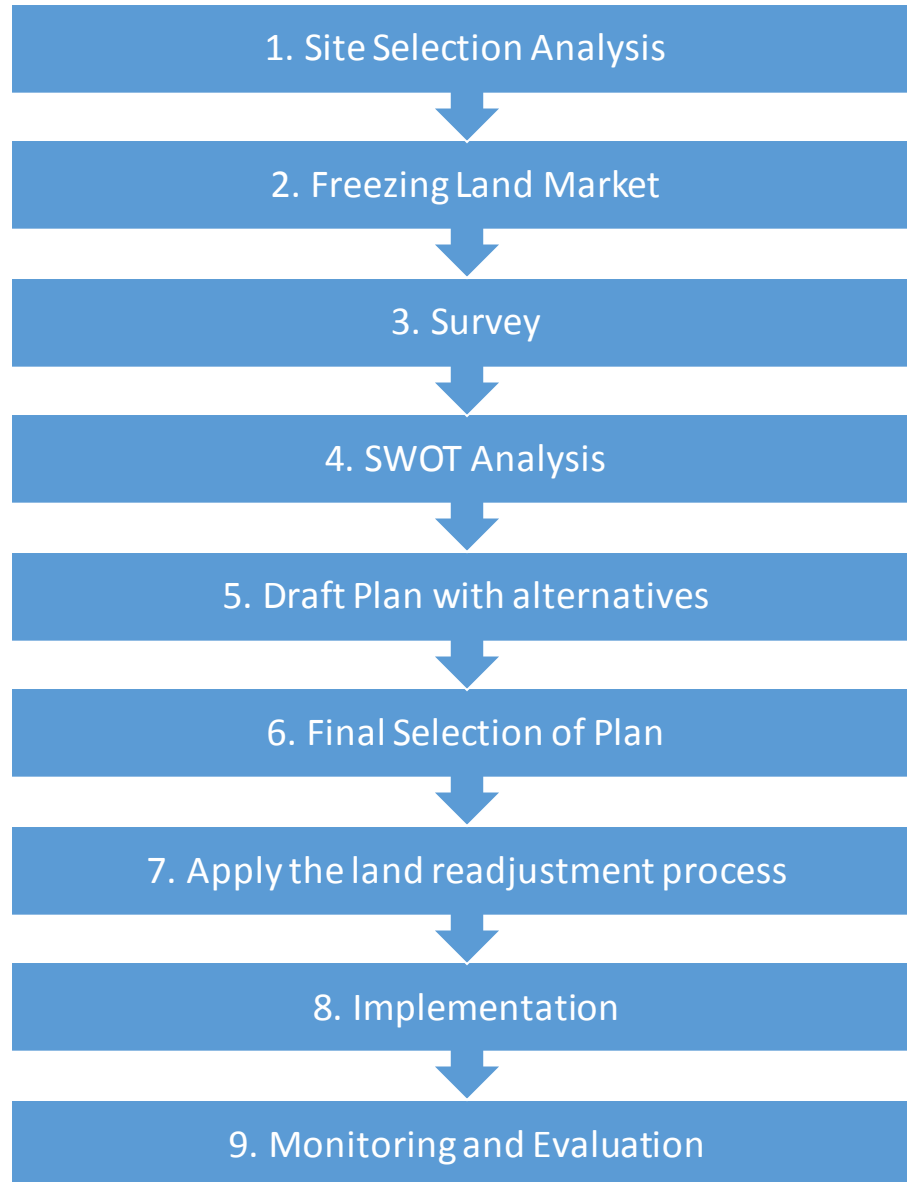 1. Site Selection Analysis
2. Freezing Land Market
3. Survey
4. SWOT Analysis
5. Draft Plan with alternatives
6. Final Selection of Plan
7. Apply the land readjustment process
8. Implementation
9. Monitoring and Evaluation